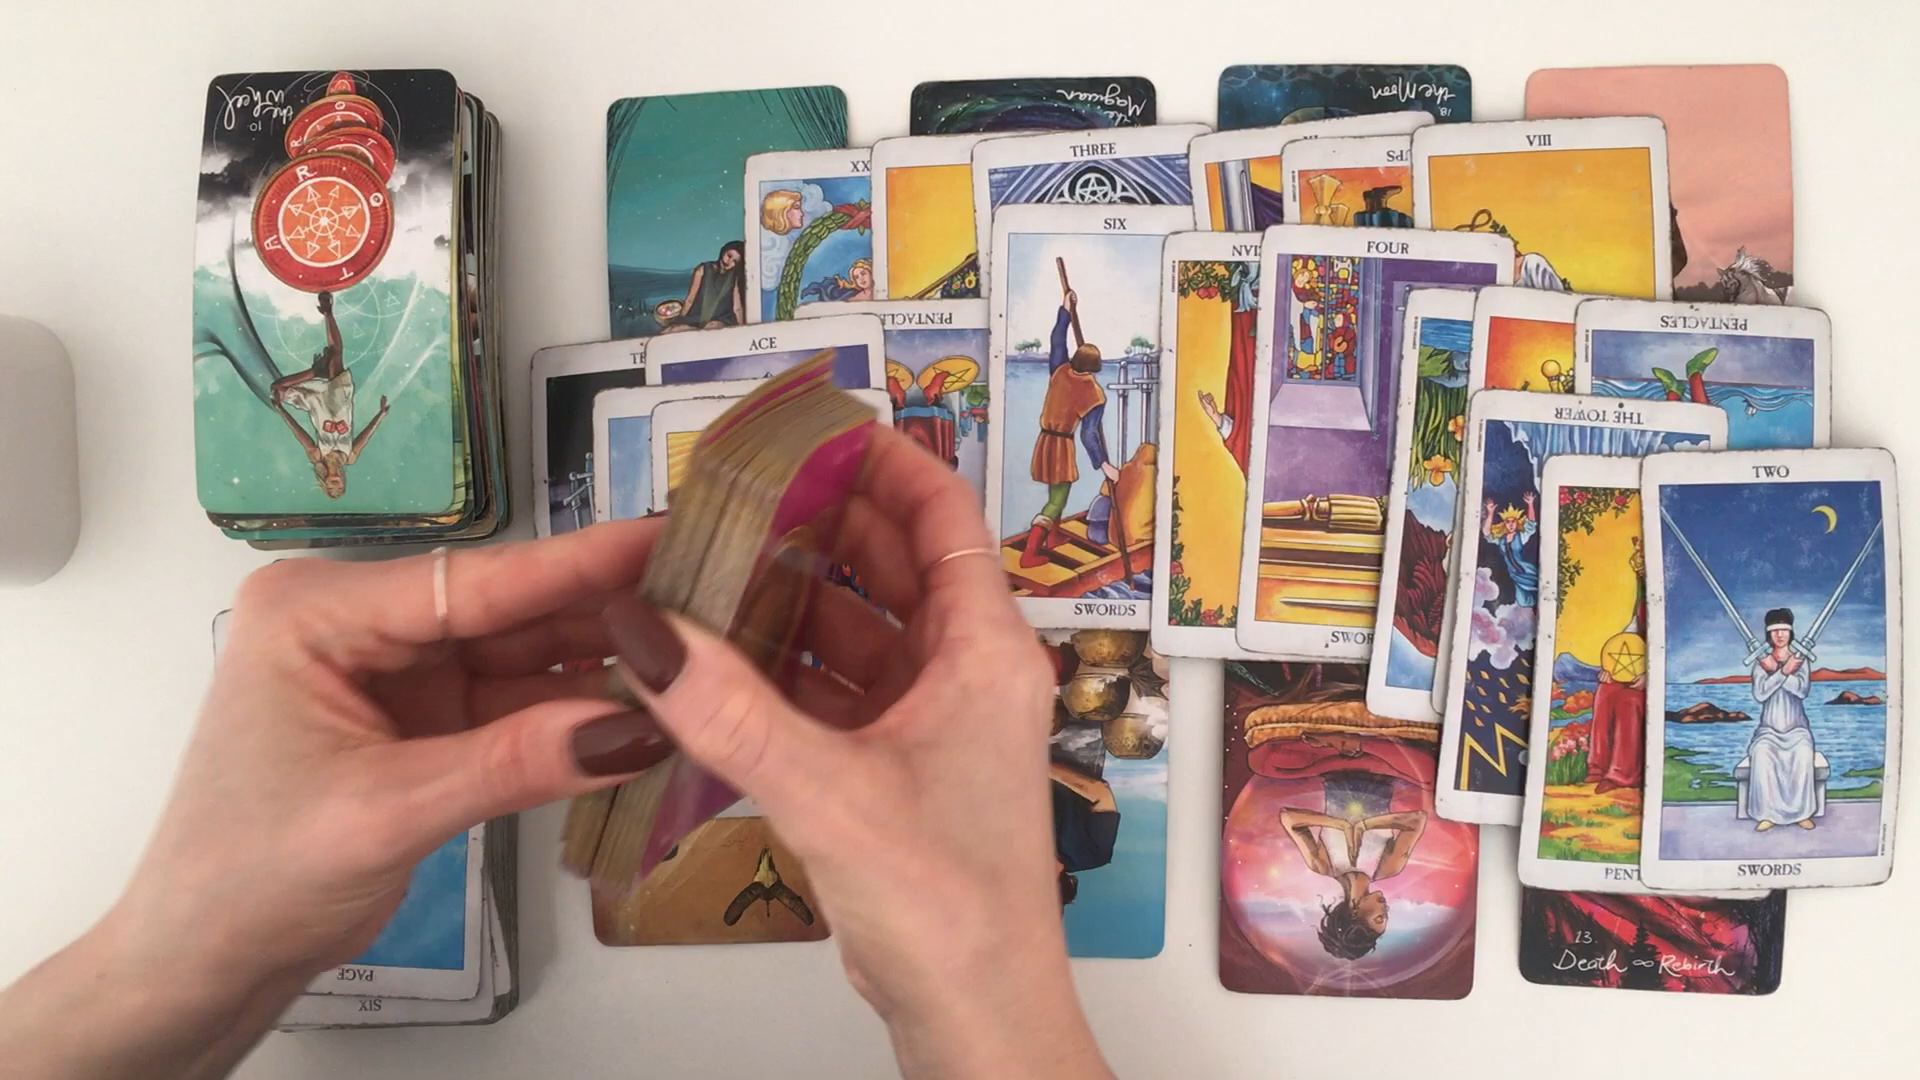 10
the
Wheel
T A R O T
the Magician
18.
the Moon
XX
THREE
VIII
SIX
FOUR
PENTACLES
PENTACLES
ACE
THE TOWER
TWO
SWORDS
SWOR
PENT
SWORDS
13.
Death ∞ Rebirth
PAGE
SIX